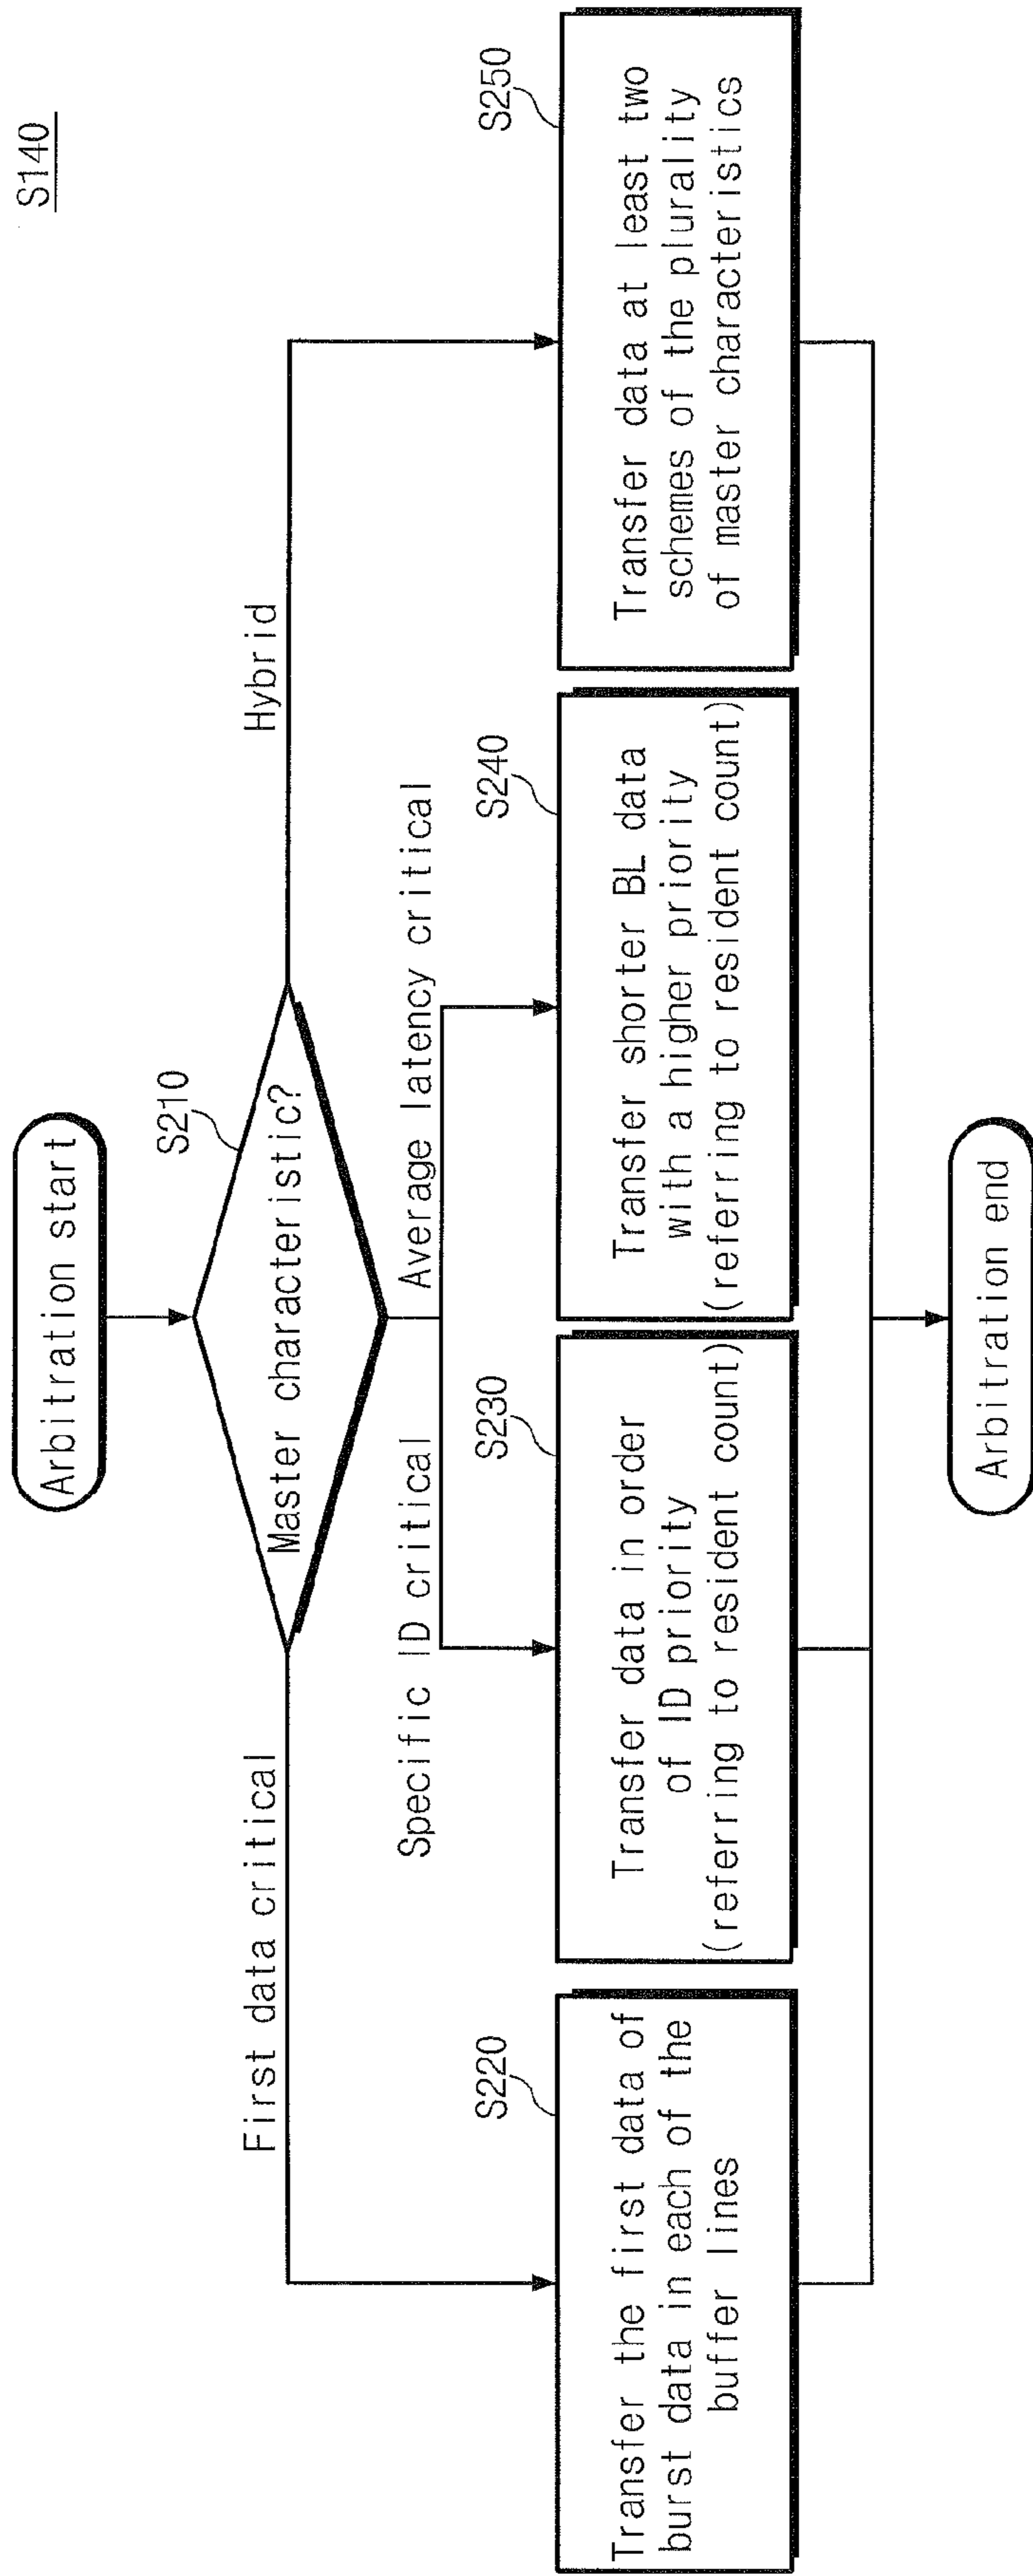 S140
Arbitration start
S210
Master characteristic?
First data critical
Specific ID critical
Average latency critical
Hybrid
S220
Transfer the first data of
burst data in each of the
buffer lines
S230
Transfer data in order
of ID priority
(referring to resident count)
S240
Transfer shorter BL data
with a higher priority
(referring to resident count)
S250
Transfer data at least two
schemes of the plurality
of master characteristics
Arbitration end